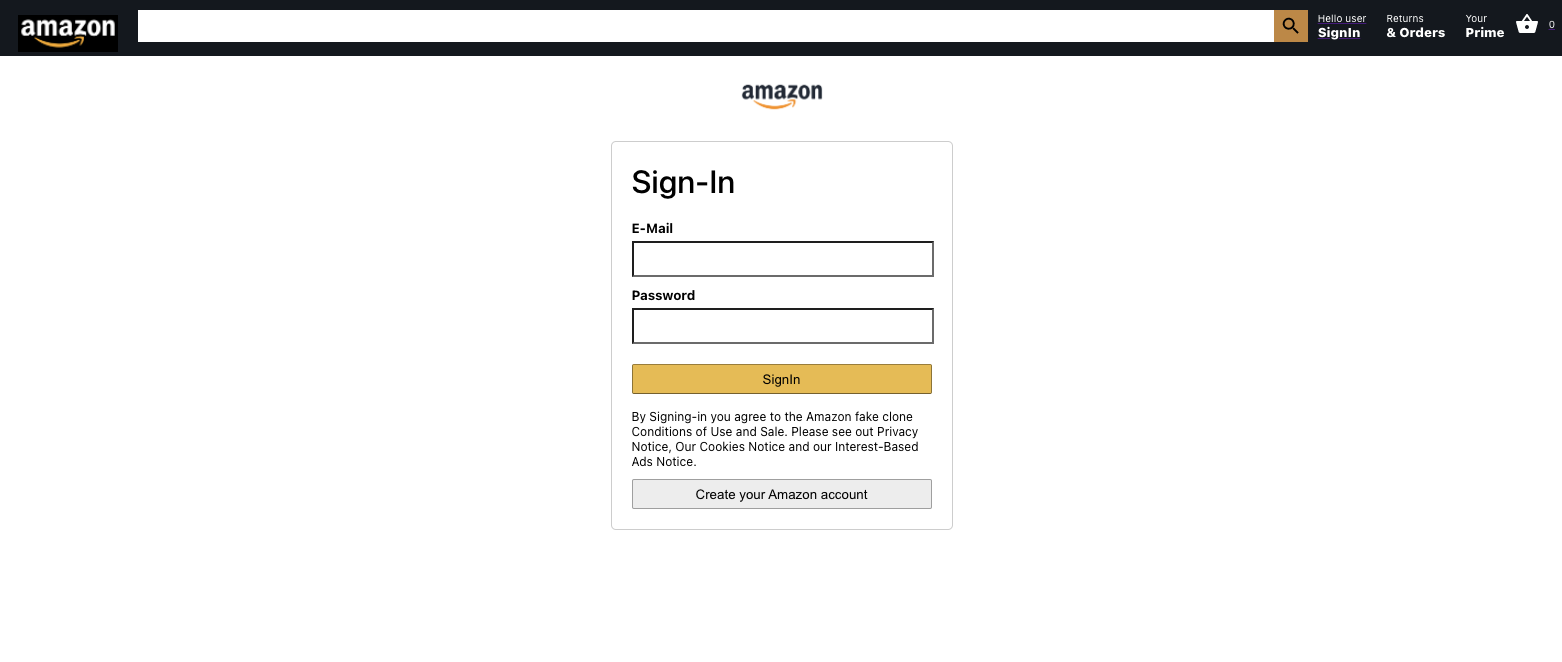 amazon
Hello user
SignIn
Returns
& Orders
Your
Prime
0
amazon
Sign-In
E-Mail
Password
SignIn
By Signing-in you agree to the Amazon fake clone
Conditions of Use and Sale. Please see out Privacy
Notice, Our Cookies Notice and our Interest-Based
Ads Notice.
Create your Amazon account